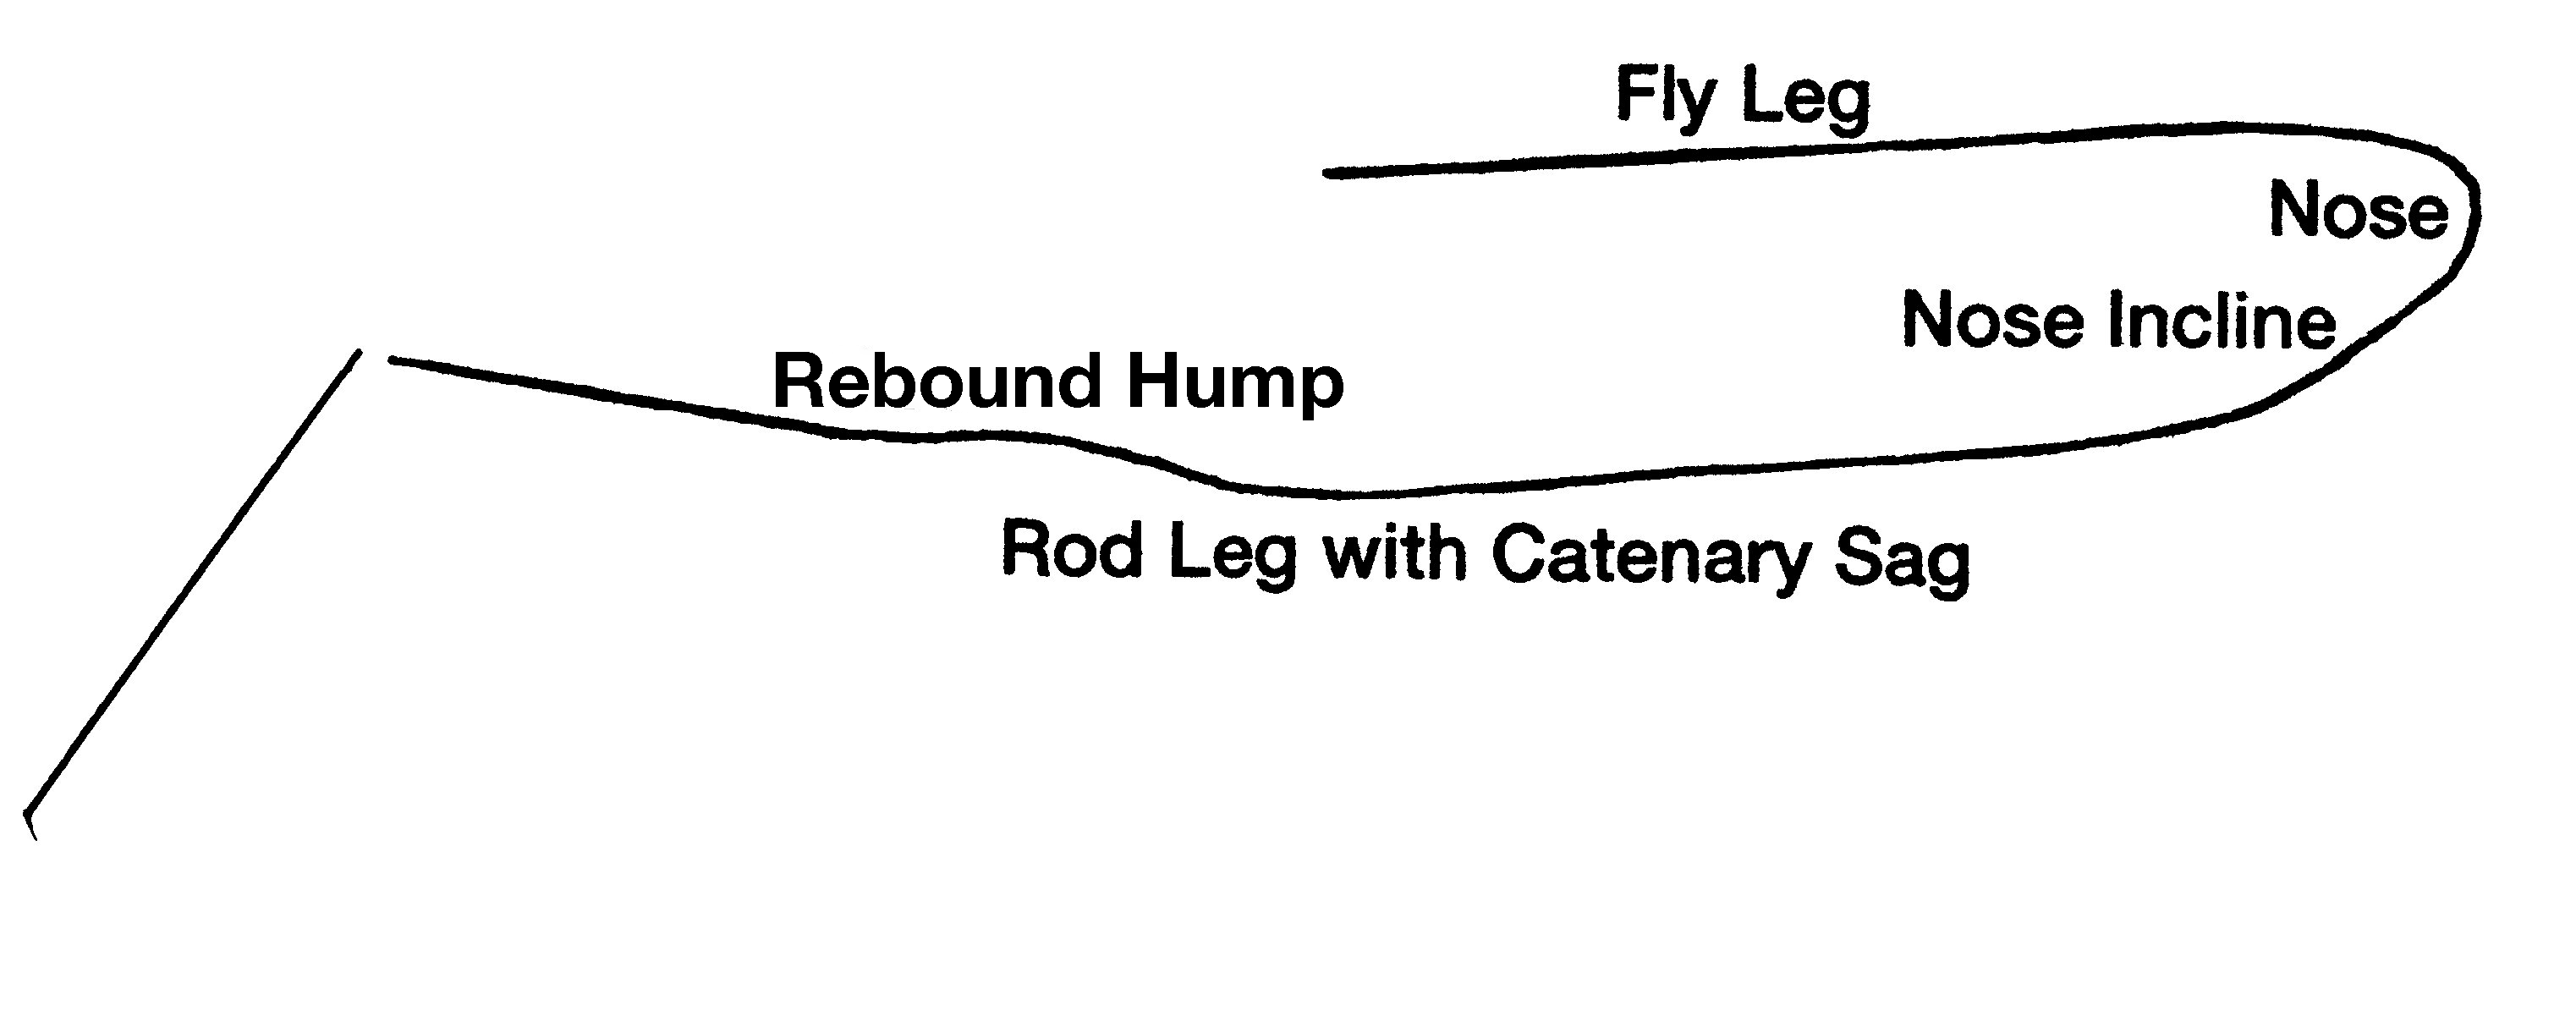 Fly Leg
Nose
Nose Incline
Rebound Hump
Rod Leg with Catenary Sag